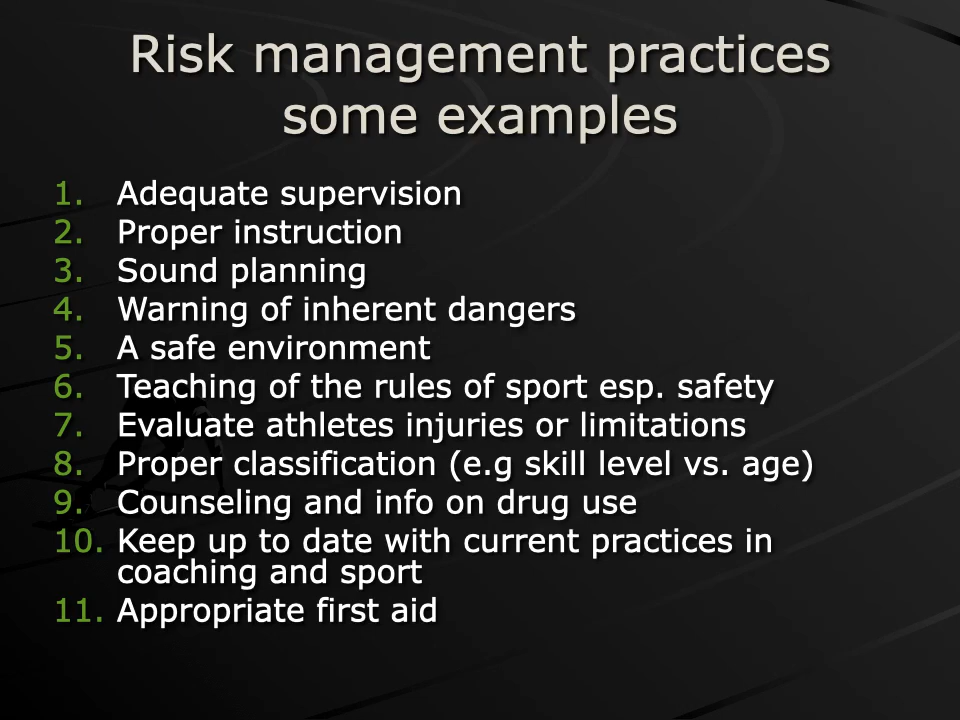 Risk management practices
some examples
1. Adequate supervision
2. Proper instruction
3. Sound planning
4. Warning of inherent dangers
5. A safe environment
6. Teaching of the rules of sport esp. safety
7. Evaluate athletes injuries or limitations
8. Proper classification (e.g skill level vs. age)
9. Counseling and info on drug use
10. Keep up to date with current practices in
coaching and sport
11. Appropriate first aid